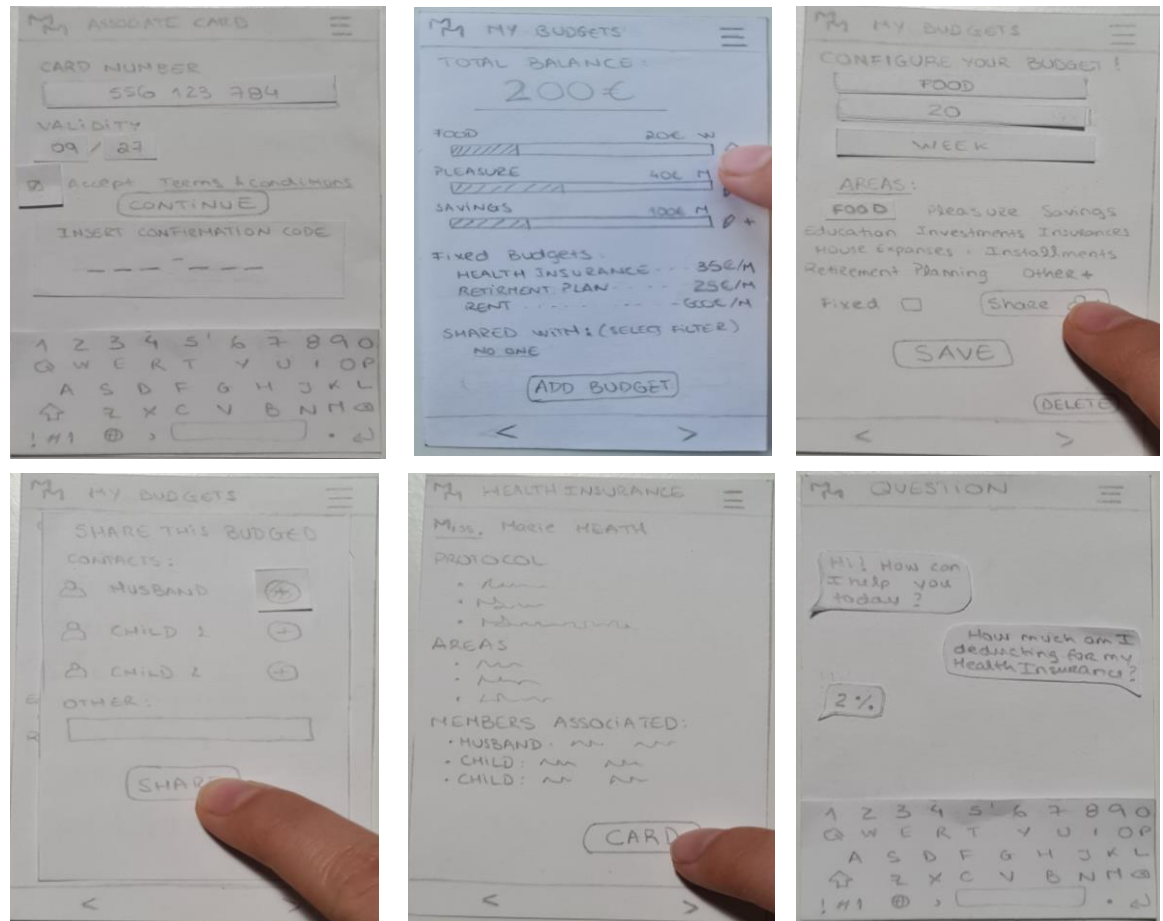 ASSOCIATE CARD
CARD NUMBER
556 123 784
VALIDITY
09 / 27
Accept Terms & conditions
CONTINUE
INSERT CONFIRMATION CODE
1 2 3 4 5 6 7 8 9 0
Q W E R T Y U I O P
A S D F G H J K L
Z X C V B N M
!#1 , .
MY BUDGETS
TOTAL BALANCE:
200€
FOOD 20€ W
PLEASURE 40€ M
SAVINGS 100€ M
+
Fixed Budgets
HEALTH INSURANCE --- 35€/M
RETIRMENT PLAN ---- 25€/M
RENT ---- - 600€/M
SHARED WITH: (SELECT FILTER)
NO ONE
ADD BUDGET
< >
MY BUDGETS
CONFIGURE YOUR BUDGET!
FOOD
20
WEEK
AREAS:
FOOD Pleasure Savings
Education Investments Insurances
House Expanses Installments
Retirement Planning Other +
Fixed Share
SAVE
DELETE
< >
MY BUDGETS
SHARE THIS BUDGED
CONTACTS:
HUSBAND
CHILD 1 +
CHILD 2 +
OTHER:
SHARE
<
HEALTH INSURANCE
Miss. Marie HEATH
PROTOCOL
AREAS
MEMBERS ASSOCIATED:
• HUSBAND:
• CHILD:
• CHILD:
CARD
< >
QUESTION
Hi! How can
I help you
today?
How much am I
deducting for my
Health Insurance?
2%
1 2 3 4 5 6 7 8 9 0
Q W E R T Y U I O P
A S D F G H J K L
Z X C V B N M
!#1 , .